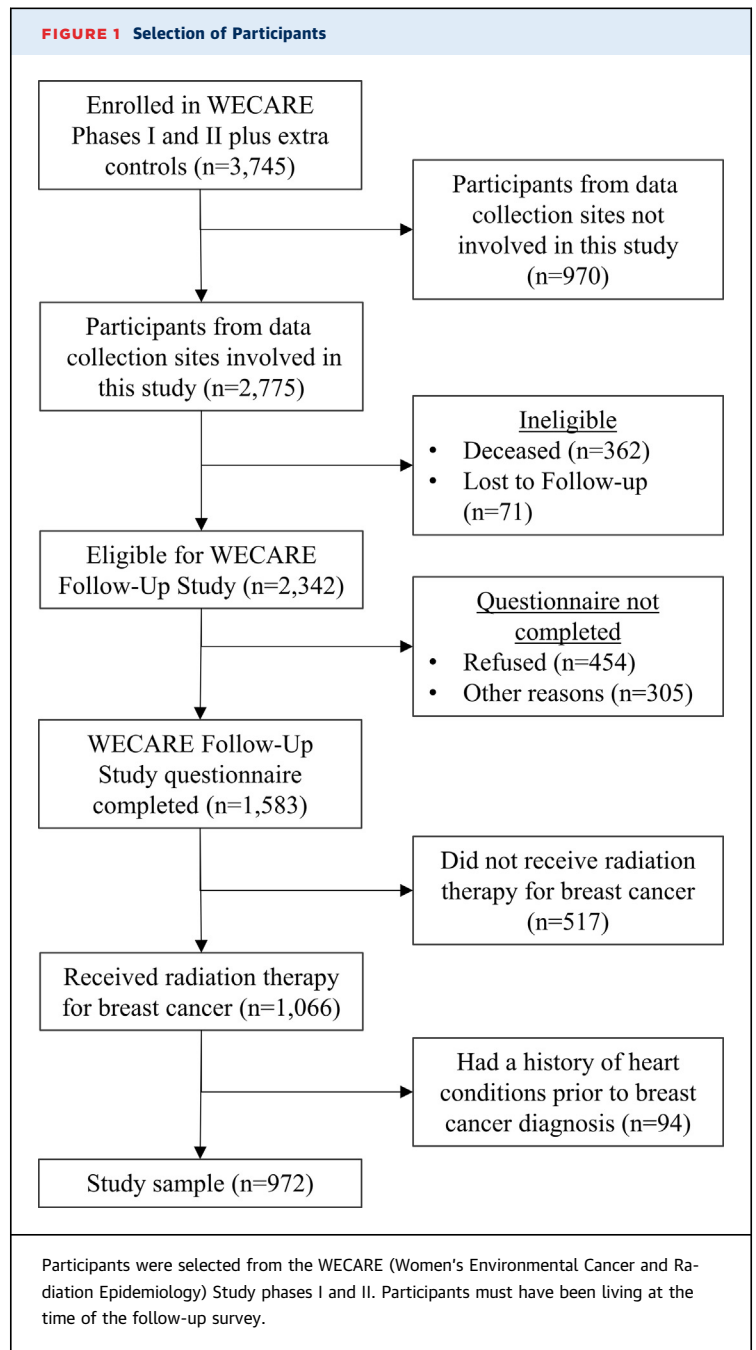 FIGURE 1 Selection of Participants
Enrolled in WECARE
Phases I and II plus extra
controls (n=3,745)
Participants from data
collection sites not
involved in this study
(n=970)
Participants from data
collection sites involved in
this study (n=2,775)
Ineligible
• Deceased (n=362)
• Lost to Follow-up
(n=71)
Eligible for WECARE
Follow-Up Study (n=2,342)
Questionnaire not
completed
• Refused (n=454)
• Other reasons (n=305)
WECARE Follow-Up
Study questionnaire
completed (n=1,583)
Did not receive radiation
therapy for breast cancer
(n=517)
Received radiation therapy
for breast cancer (n=1,066)
Had a history of heart
conditions prior to breast
cancer diagnosis (n=94)
Study sample (n=972)
Participants were selected from the WECARE (Women's Environmental Cancer and Ra-
diation Epidemiology) Study phases I and II. Participants must have been living at the
time of the follow-up survey.